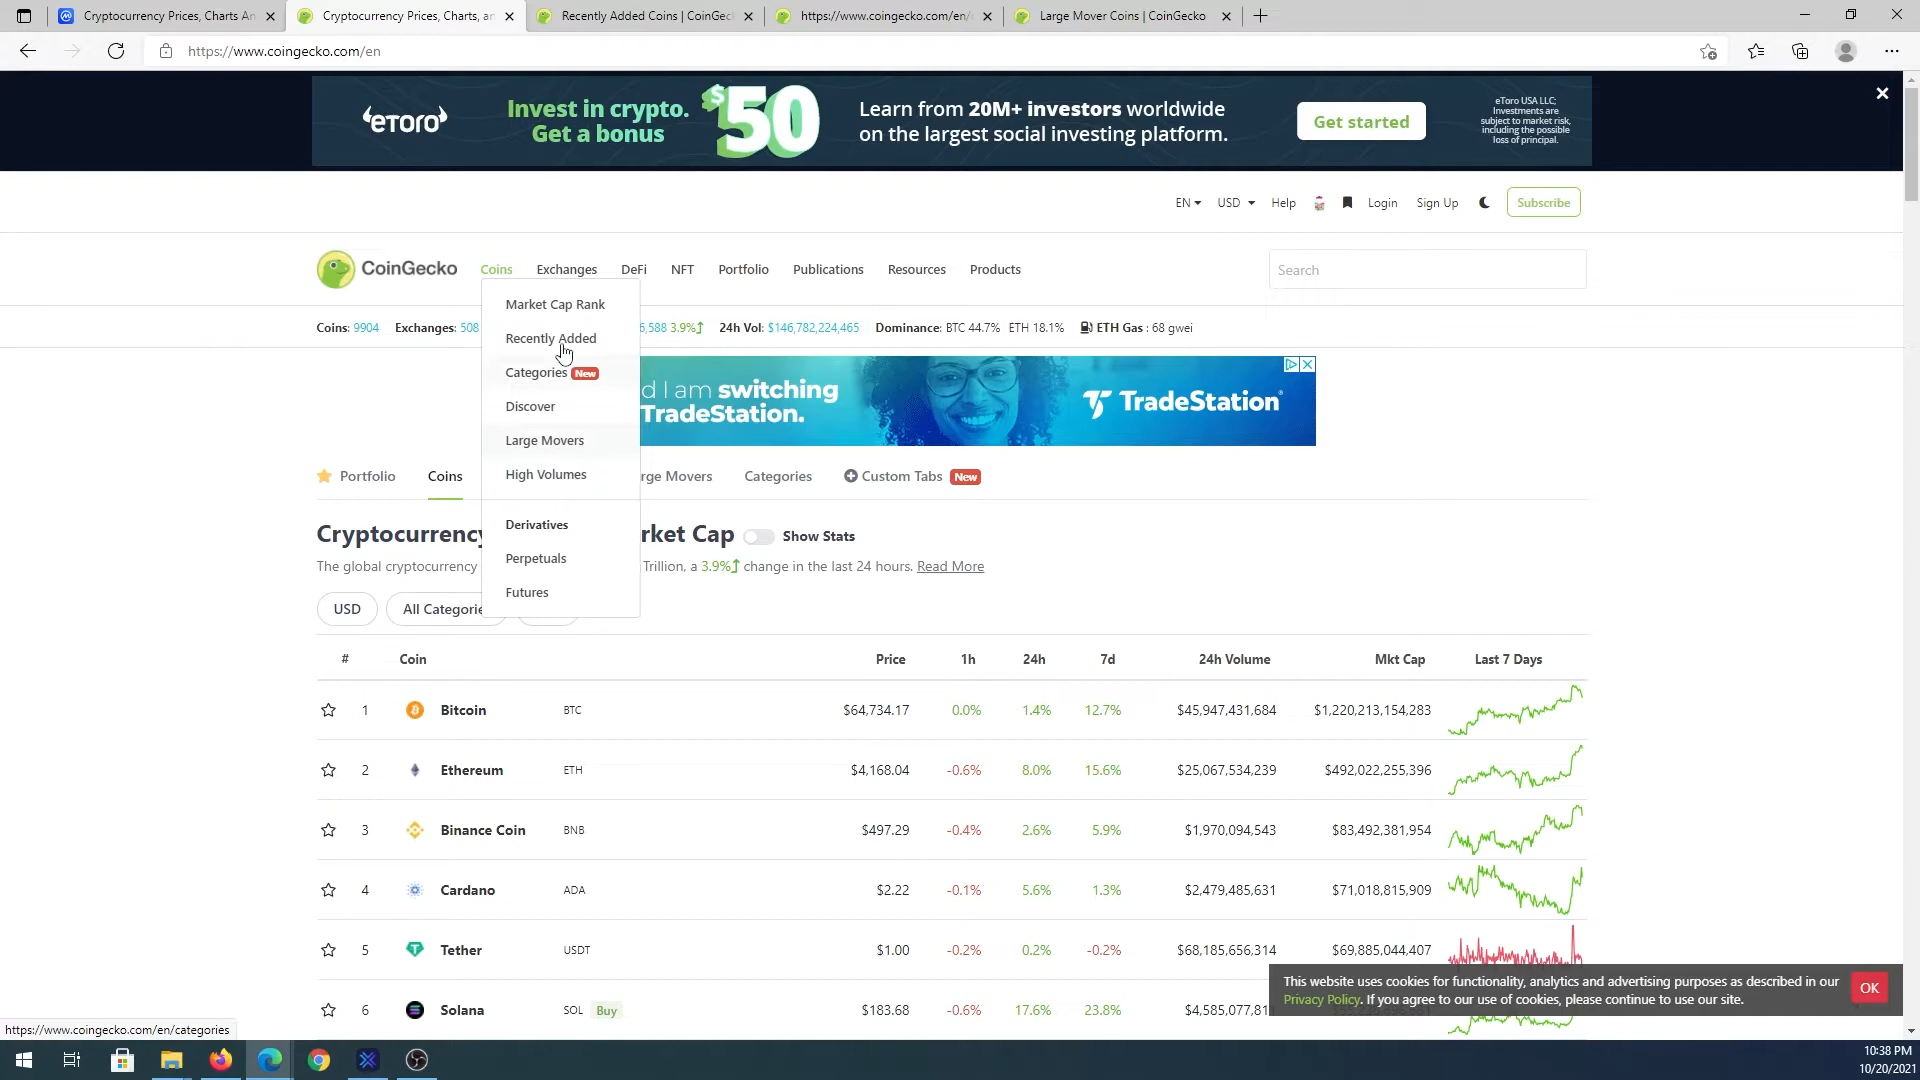 Cryptocurrency Prices, Charts An
Cryptocurrency Prices, Charts, an
Recently Added Coins | CoinGec
https://www.coingecko.com/en/
Large Mover Coins | CoinGecko
https://www.coingecko.com/en
eToro
Invest in crypto.
Get a bonus
$50
Learn from 20M+ investors worldwide
on the largest social investing platform.
Get started
eToro USA LLC;
Investments are
subject to market risk,
including the possible
loss of principal.
EN USD Help Login Sign Up Subscribe
CoinGecko Coins Exchanges DeFi NFT Portfolio Publications Resources Products
Search
Market Cap Rank
Recently Added
Categories New
Discover
Large Movers
High Volumes
Derivatives
Perpetuals
Futures
Coins: 9904 Exchanges: 508 6,588 3.9% 24h Vol: $146,782,224,465 Dominance: BTC 44.7% ETH 18.1% ETH Gas : 68 gwei
d I am switching
TradeStation.
TradeStation
Portfolio Coins rge Movers Categories Custom Tabs New
Cryptocurrency rket Cap Show Stats
The global cryptocurrency Trillion, a 3.9% change in the last 24 hours. Read More
USD All Categorie
# Coin Price 1h 24h 7d 24h Volume Mkt Cap Last 7 Days
1 Bitcoin BTC $64,734.17 0.0% 1.4% 12.7% $45,947,431,684 $1,220,213,154,283
2 Ethereum ETH $4,168.04 -0.6% 8.0% 15.6% $25,067,534,239 $492,022,255,396
3 Binance Coin BNB $497.29 -0.4% 2.6% 5.9% $1,970,094,543 $83,492,381,954
4 Cardano ADA $2.22 -0.1% 5.6% 1.3% $2,479,485,631 $71,018,815,909
5 Tether USDT $1.00 -0.2% 0.2% -0.2% $68,185,656,314 $69,885,044,407
6 Solana SOL Buy $183.68 -0.6% 17.6% 23.8% $4,585,077,81
This website uses cookies for functionality, analytics and advertising purposes as described in our
Privacy Policy. If you agree to our use of cookies, please continue to use our site.
OK
https://www.coingecko.com/en/categories
10:38 PM
10/20/2021